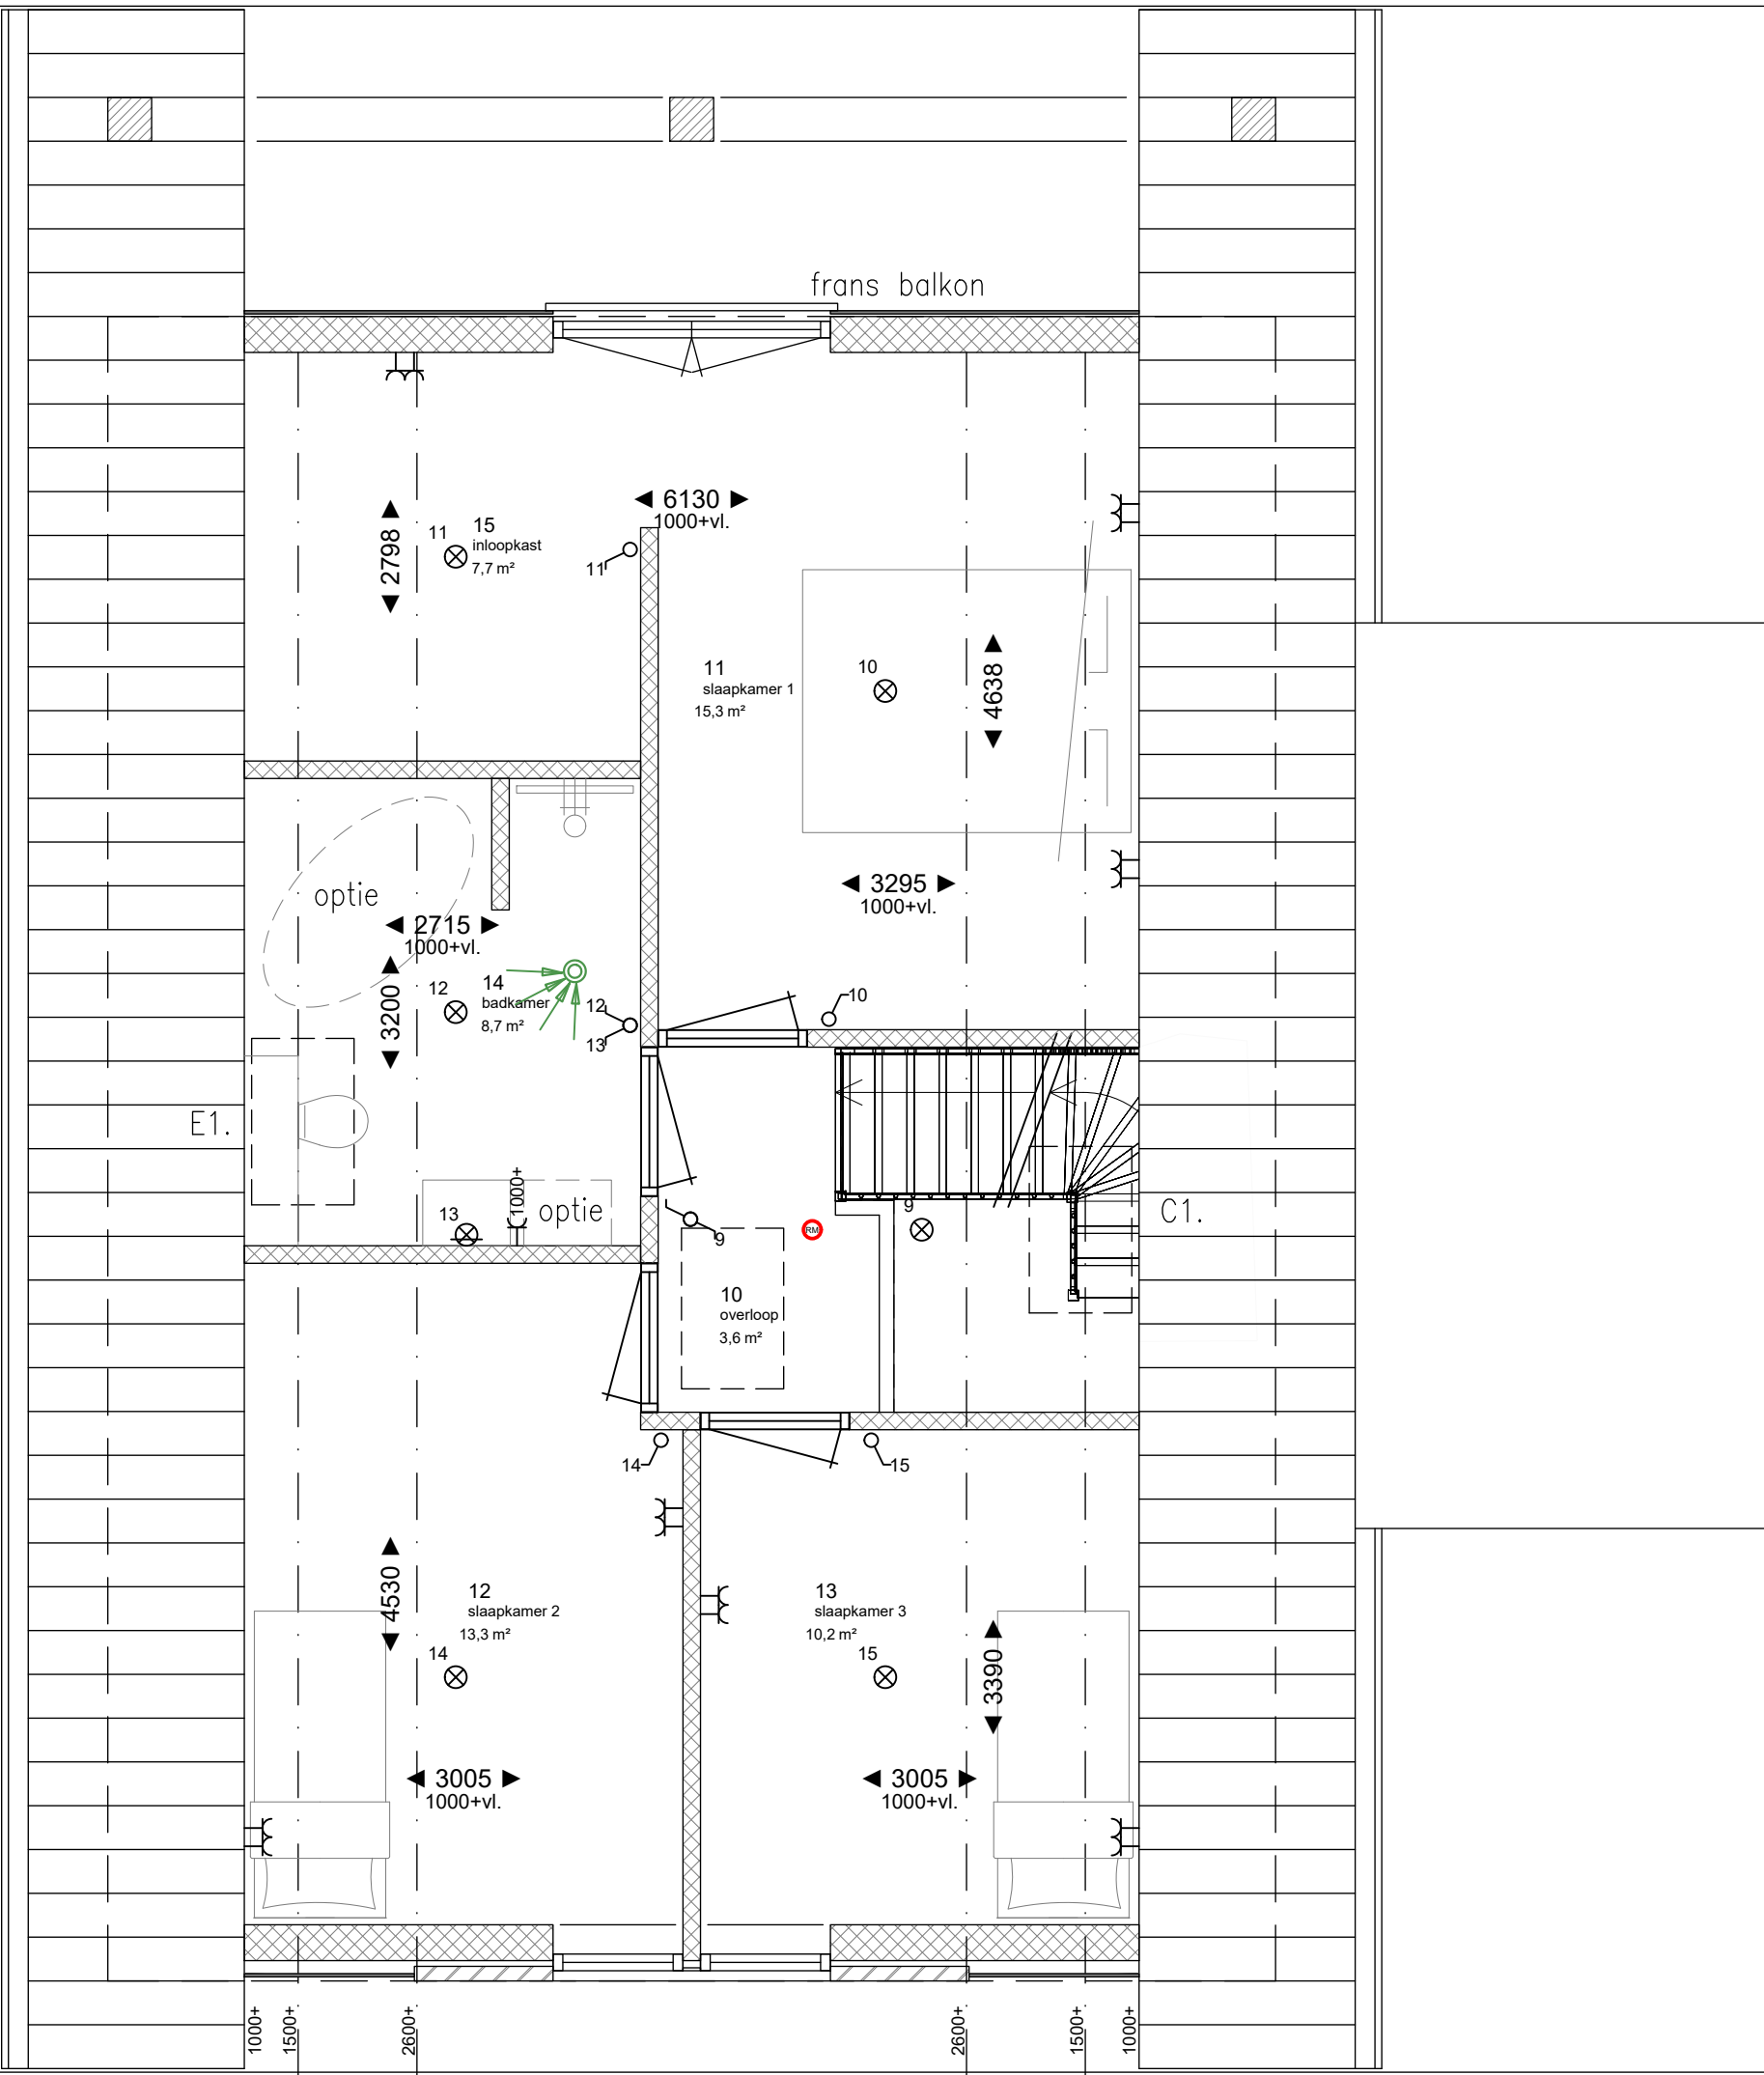 frans balkon
6130
1000+vl.
11
15
inloopkast
7,7 m²
2798
11
11
slaapkamer 1
15,3 m²
10
4638
optie
2715
1000+vl.
3295
1000+vl.
12
14
badkamer
8,7 m²
3200
12
13
10
E1.
1000+
optie
13
9
RM
9
C1.
10
overloop
3,6 m²
14
15
4530
12
slaapkamer 2
13,3 m²
14
13
slaapkamer 3
10,2 m²
15
3390
3005
1000+vl.
3005
1000+vl.
1000+
1500+
2600+
2600+
1500+
1000+